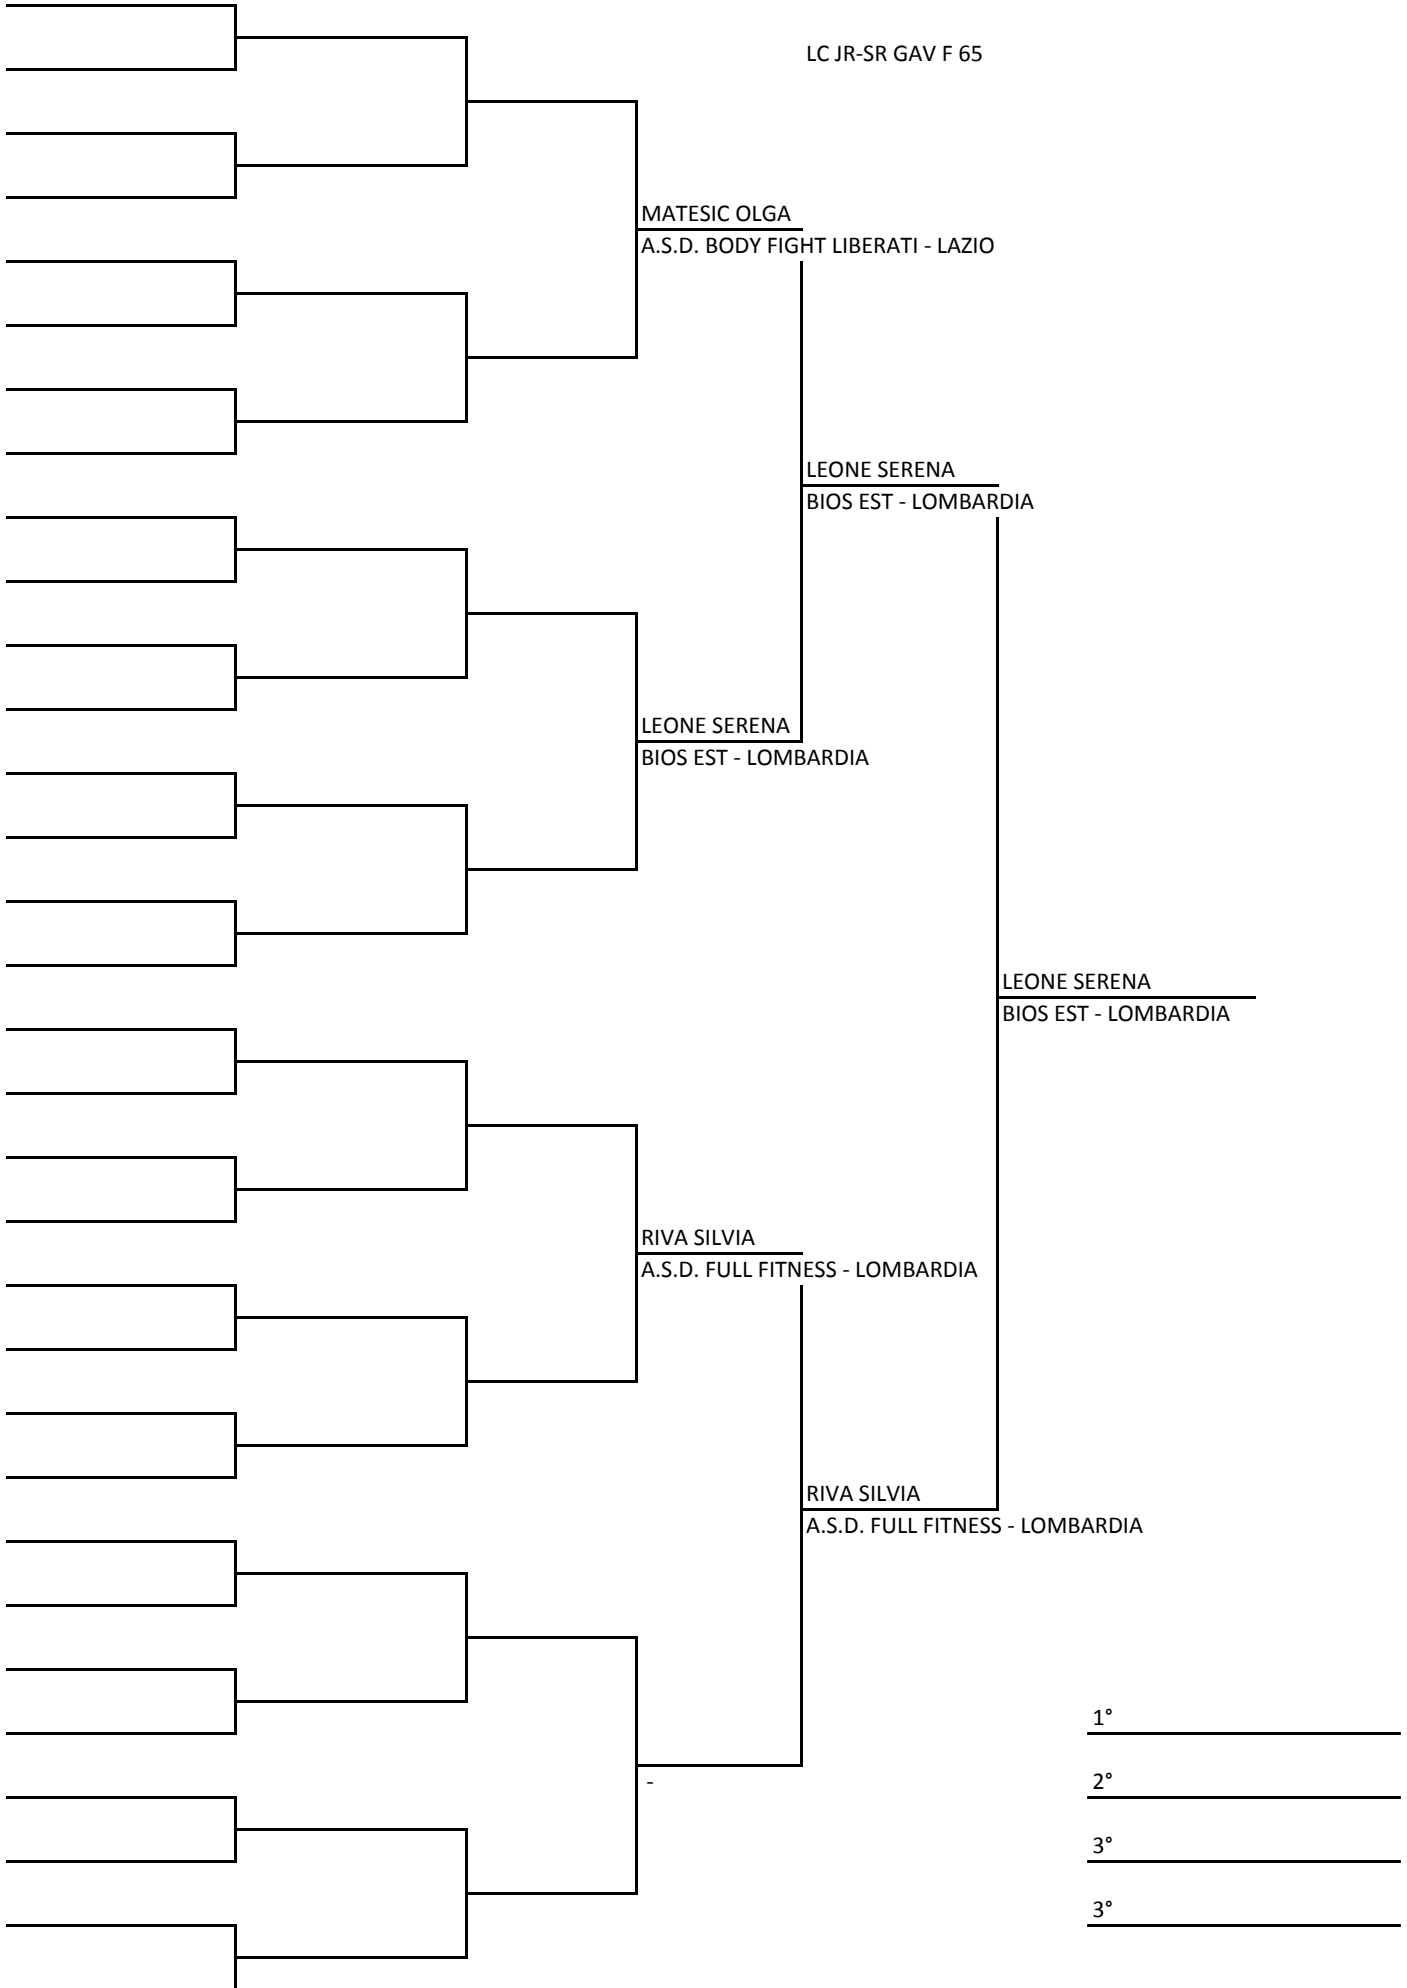 LC JR-SR GAV F 65
MATESIC OLGA
A.S.D. BODY FIGHT LIBERATI - LAZIO
LEONE SERENA
BIOS EST - LOMBARDIA
LEONE SERENA
BIOS EST - LOMBARDIA
LEONE SERENA
BIOS EST - LOMBARDIA
RIVA SILVIA
A.S.D. FULL FITNESS - LOMBARDIA
RIVA SILVIA
A.S.D. FULL FITNESS - LOMBARDIA
1°
-
2°
3°
3°